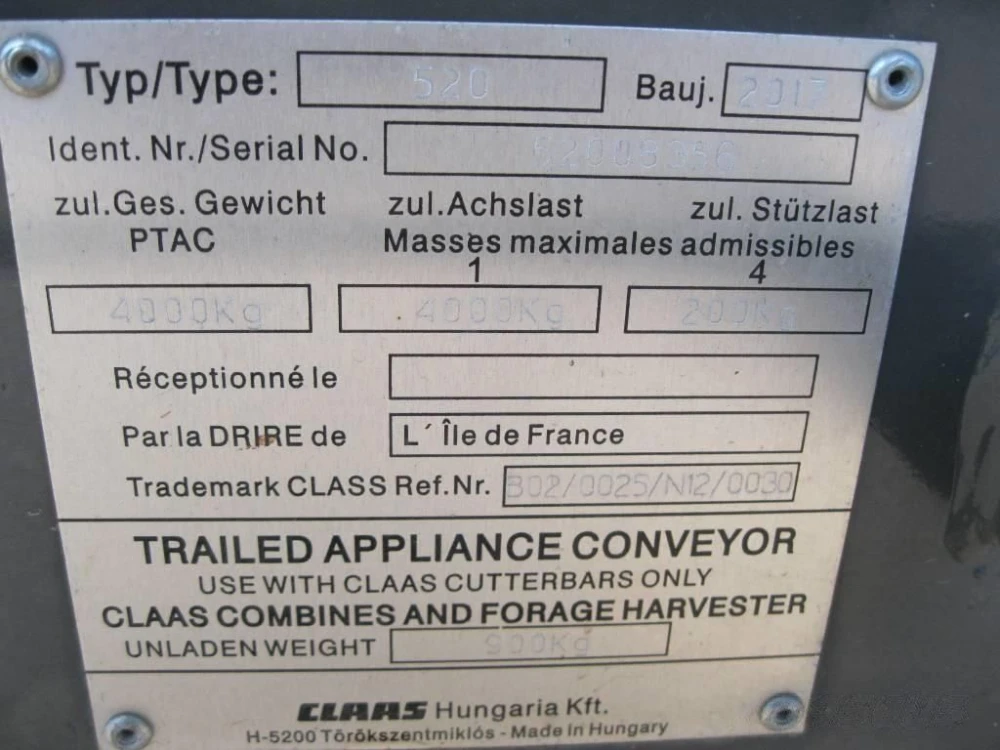 Typ/Type: 520 Bauj. 2017
Ident. Nr./Serial No.
zul.Ges. Gewicht zul.Achslast zul. Stützlast
PTAC Masses maximales admissibles
1 4
4000Kg 4000Kg 200Kg
Réceptionné le
Par la DRIRE de L´ Île de France
Trademark CLASS Ref.Nr. B02/0025/N12/0030
TRAILED APPLIANCE CONVEYOR
USE WITH CLAAS CUTTERBARS ONLY
CLAAS COMBINES AND FORAGE HARVESTER
UNLADEN WEIGHT 900Kg
CLAAS Hungaria Kft.
H-5200 Törökszentmiklós - Made In Hungary